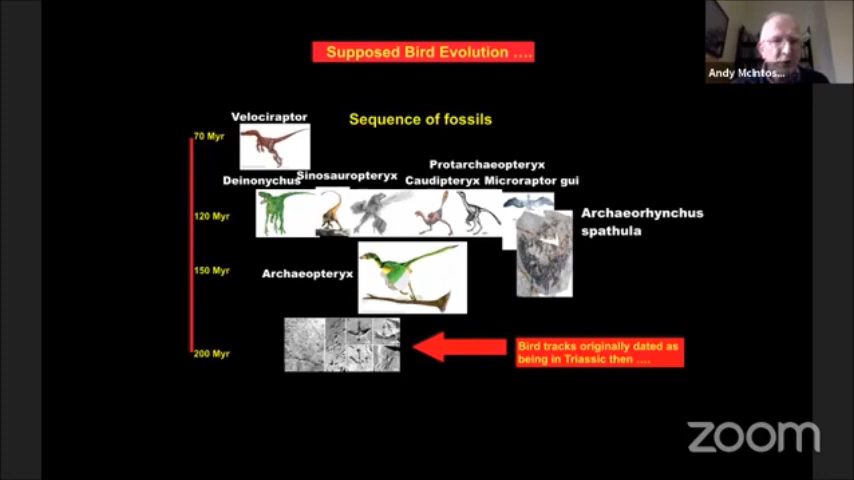 Supposed Bird Evolution ....
Andy McIntos...
Velociraptor
Sequence of fossils
70 Myr
Protarchaeopteryx
Sinosauropteryx
Deinonychus
Caudipteryx Microraptor gui
120 Myr
Archaeorhynchus
spathula
150 Myr
Archaeopteryx
Bird tracks originally dated as
being in Triassic then ....
200 Myr
zoom